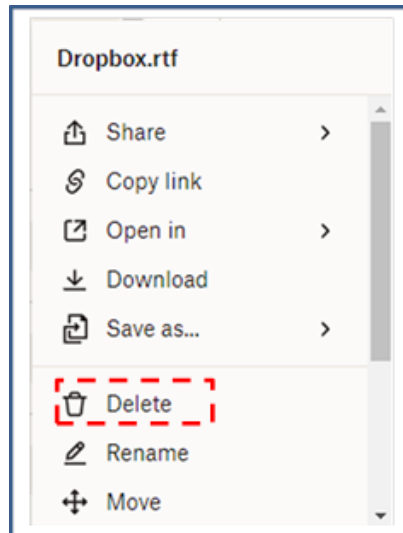 Dropbox.rtf
Share
Copy link
Open in
Download
Save as...
Delete
Rename
Move